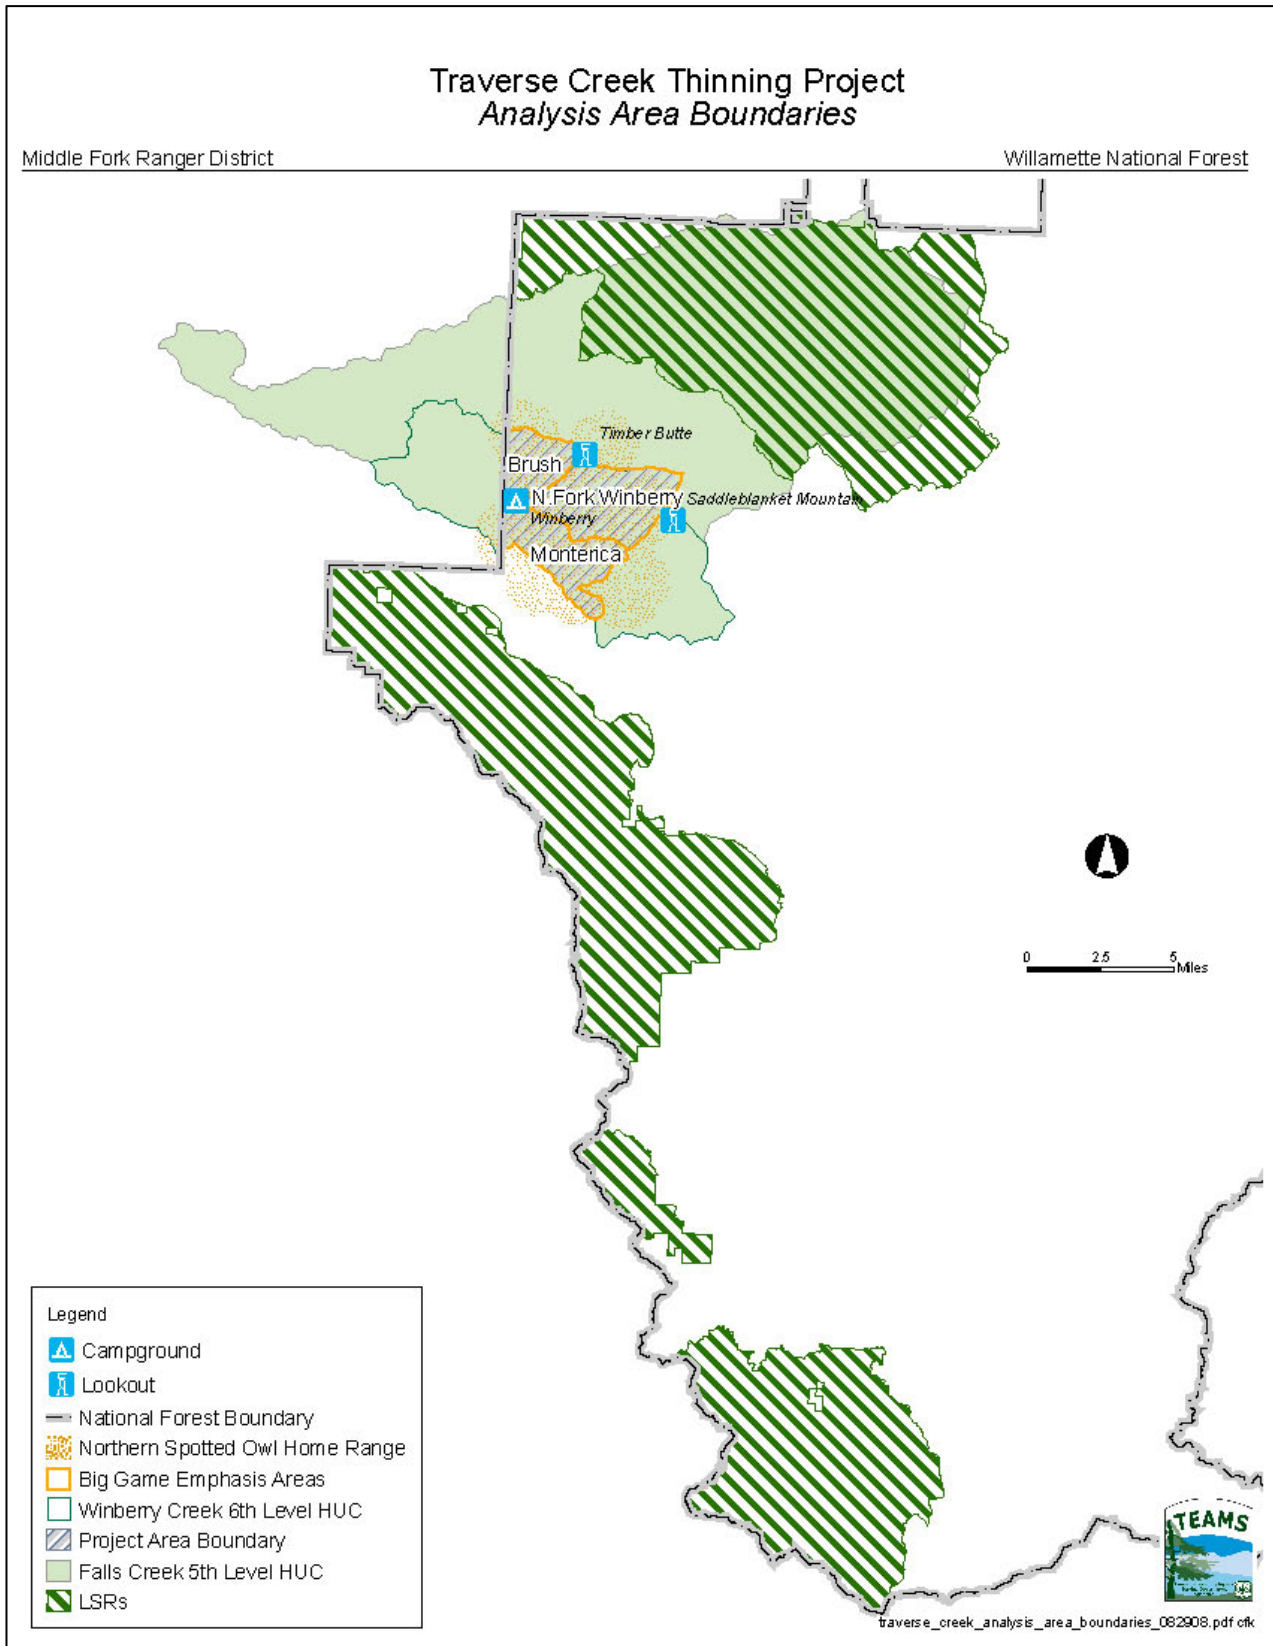 Traverse Creek Thinning Project
Analysis Area Boundaries
Middle Fork Ranger District
Willamette National Forest
Timber Butte
Brush
N.Fork Winberry
Saddleblanket Mountain
Winberry
Monterica
0 2.5 5
Miles
Legend
Campground
Lookout
National Forest Boundary
Northern Spotted Owl Home Range
Big Game Emphasis Areas
Winberry Creek 6th Level HUC
Project Area Boundary
Falls Creek 5th Level HUC
LSRs
TEAMS
traverse_creek_analysis_area_boundaries_082908.pdf cfk